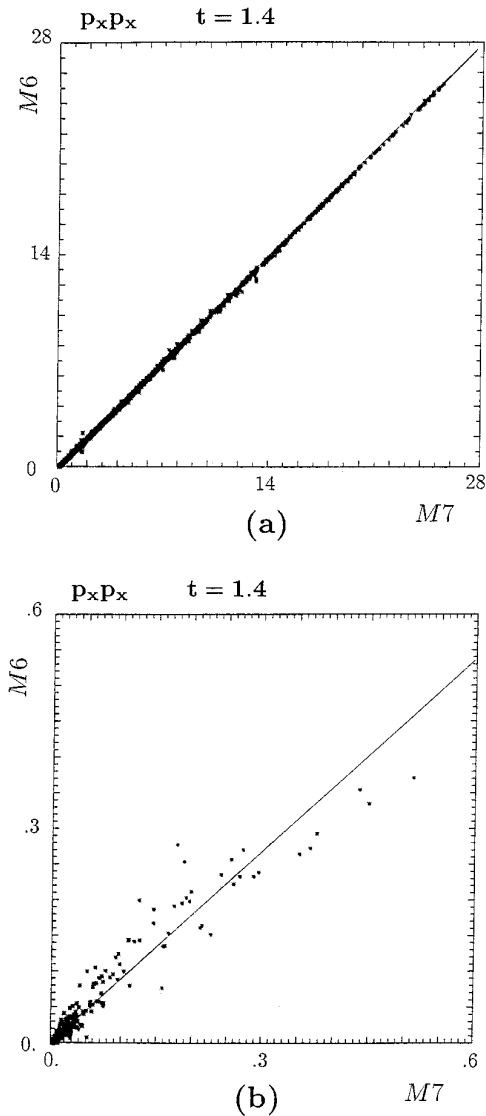 pₓpₓ t = 1.4
28
M6
14
0
0 14 28
M7
(a)
pₓpₓ t = 1.4
.6
M6
.3
0.
0. .3 .6
M7
(b)